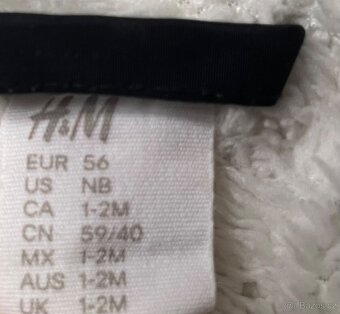 H&M
EUR 56
US NB
CA 1-2M
CN 59/40
MX 1-2M
AUS 1-2M
UK 1-2M